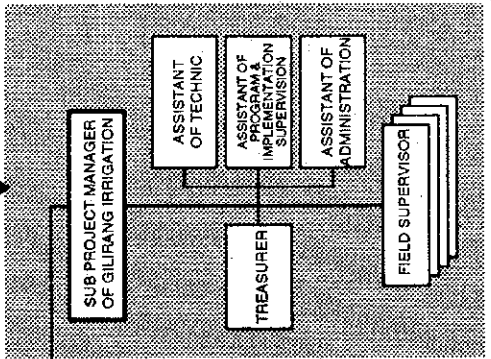 SUB PROJECT MANAGER
OF GILIRANG IRRIGATION
TREASURER
ASSISTANT
OF TECHNIC
ASSISTANT OF
PROGRAM &
IMPLEMENTATION
SUPERVISION
ASSISTANT OF
ADMINISTRATION
FIELD SUPERVISOR